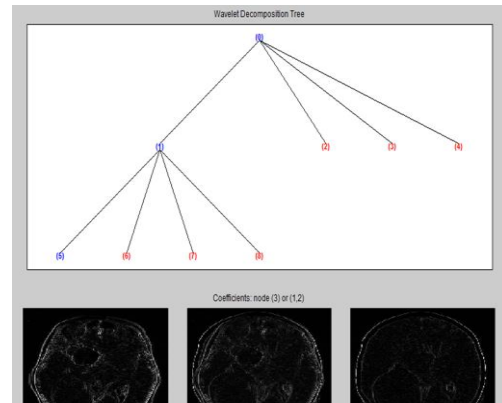 Wavelet Decomposition Tree
(0)
(1) (2) (3) (4)
(5) (6) (7) (8)
Coefficients: node (3) or (1,2)